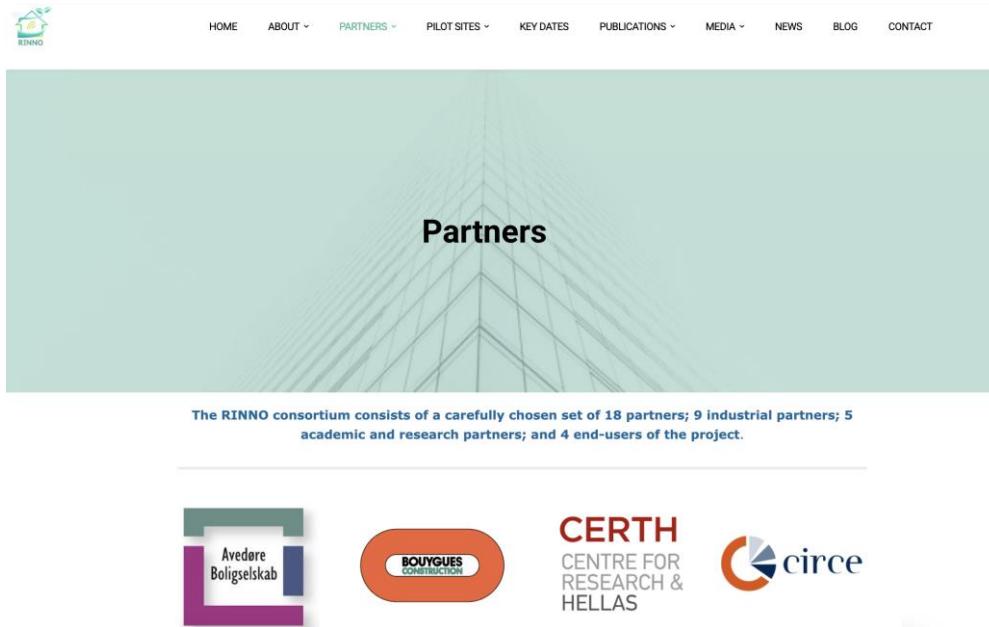 RINNO
HOME ABOUT PARTNERS PILOT SITES KEY DATES PUBLICATIONS MEDIA NEWS BLOG CONTACT
Partners
The RINNO consortium consists of a carefully chosen set of 18 partners; 9 industrial partners; 5
academic and research partners; and 4 end-users of the project.
Avedøre
Boligselskab
BOUYGUES
CONSTRUCTION
CERTH
CENTRE FOR
RESEARCH &
HELLAS
circe